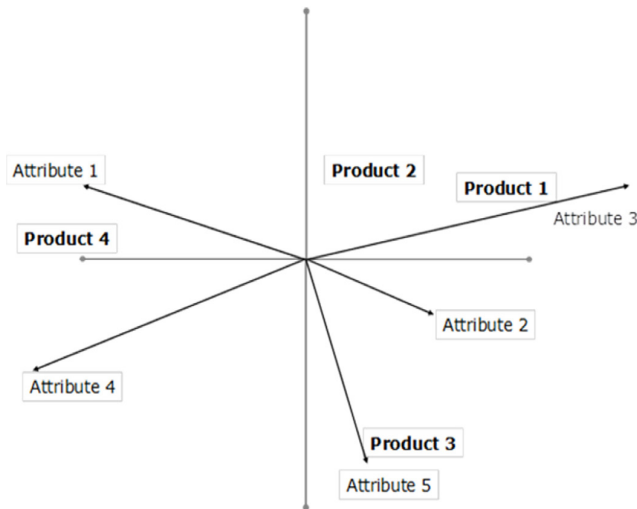 Attribute 1
Product 2
Product 1
Attribute 3
Product 4
Attribute 2
Attribute 4
Product 3
Attribute 5